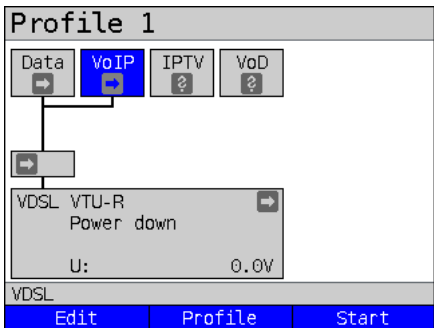 Profile 1
Data VoIP IPTV VoD
VDSL VTU-R
Power down
U: 0.0V
VDSL
Edit Profile Start